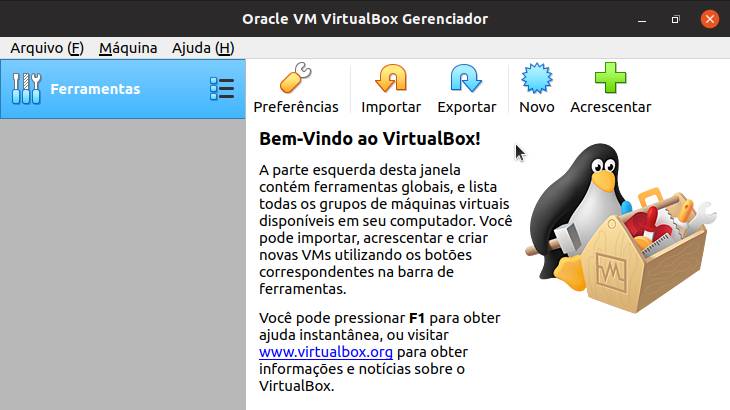 Oracle VM VirtualBox Gerenciador
Arquivo (F) Máquina Ajuda (H)
Ferramentas
Preferências Importar Exportar Novo Acrescentar
Bem-Vindo ao VirtualBox!
A parte esquerda desta janela
contém ferramentas globais, e lista
todas os grupos de máquinas virtuais
disponíveis em seu computador. Você
pode importar, acrescentar e criar
novas VMs utilizando os botões
correspondentes na barra de
ferramentas.
Você pode pressionar F1 para obter
ajuda instantânea, ou visitar
www.virtualbox.org para obter
informações e notícias sobre o
VirtualBox.